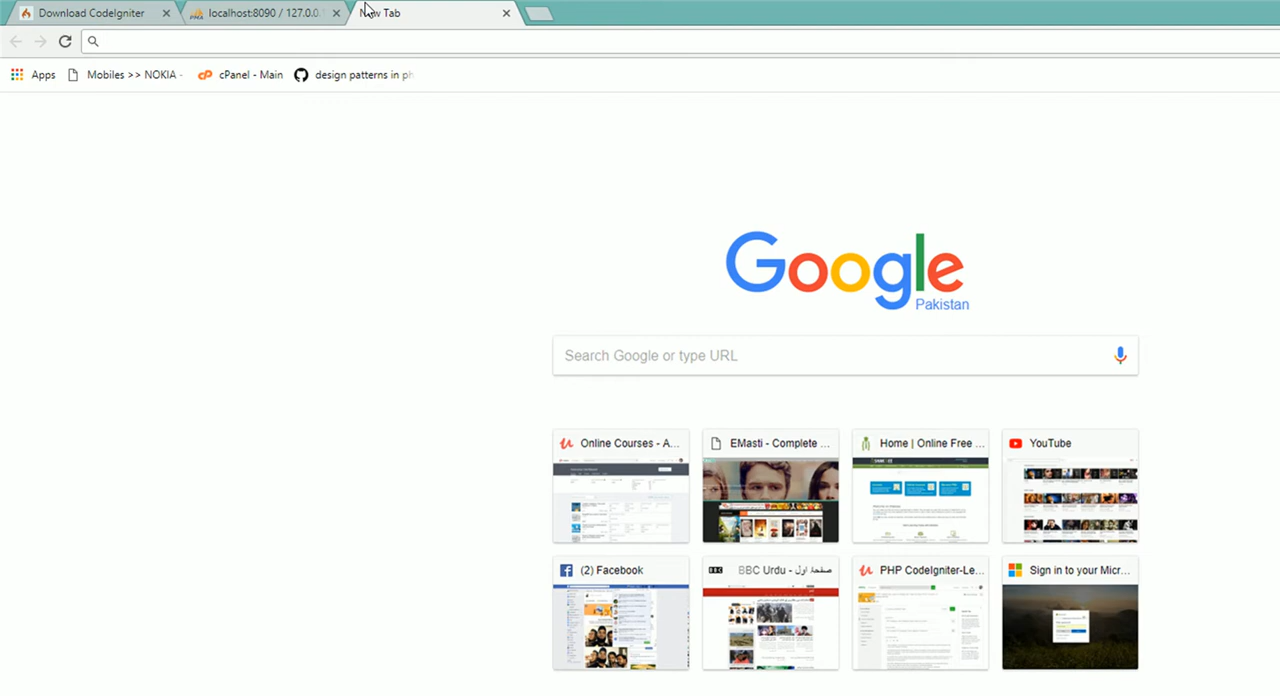 Download CodeIgniter
localhost:8090 / 127.0.0.1
New Tab
Apps
Mobiles >> NOKIA -
cPanel - Main
design patterns in ph
Google
Pakistan
Search Google or type URL
Online Courses - A...
EMasti - Complete ...
Home | Online Free ...
YouTube
(2) Facebook
BBC Urdu - صفحۂ اول
PHP CodeIgniter-Le...
Sign in to your Micr...